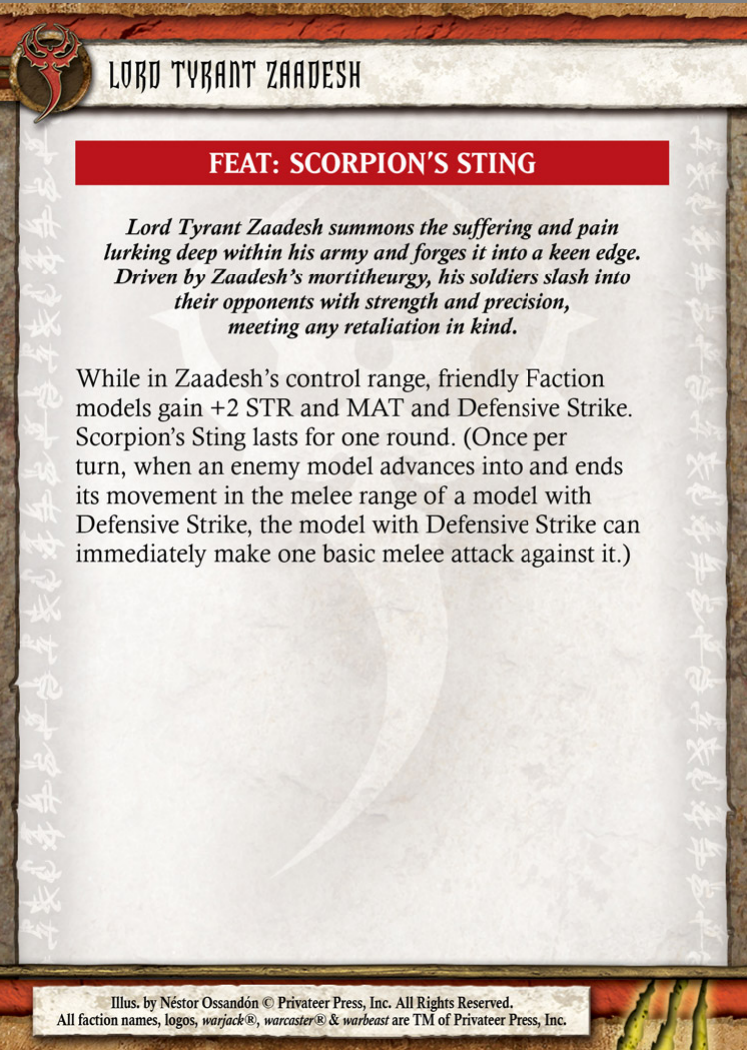 LORD TYRANT ZAADESH
FEAT: SCORPION'S STING
Lord Tyrant Zaadesh summons the suffering and pain
lurking deep within his army and forges it into a keen edge.
Driven by Zaadesh's mortitheurgy, his soldiers slash into
their opponents with strength and precision,
meeting any retaliation in kind.
While in Zaadesh's control range, friendly Faction
models gain +2 STR and MAT and Defensive Strike.
Scorpion's Sting lasts for one round. (Once per
turn, when an enemy model advances into and ends
its movement in the melee range of a model with
Defensive Strike, the model with Defensive Strike can
immediately make one basic melee attack against it.)
Illus. by Néstor Ossandón © Privateer Press, Inc. All Rights Reserved.
All faction names, logos, warjack®, warcaster® & warbeast are TM of Privateer Press, Inc.